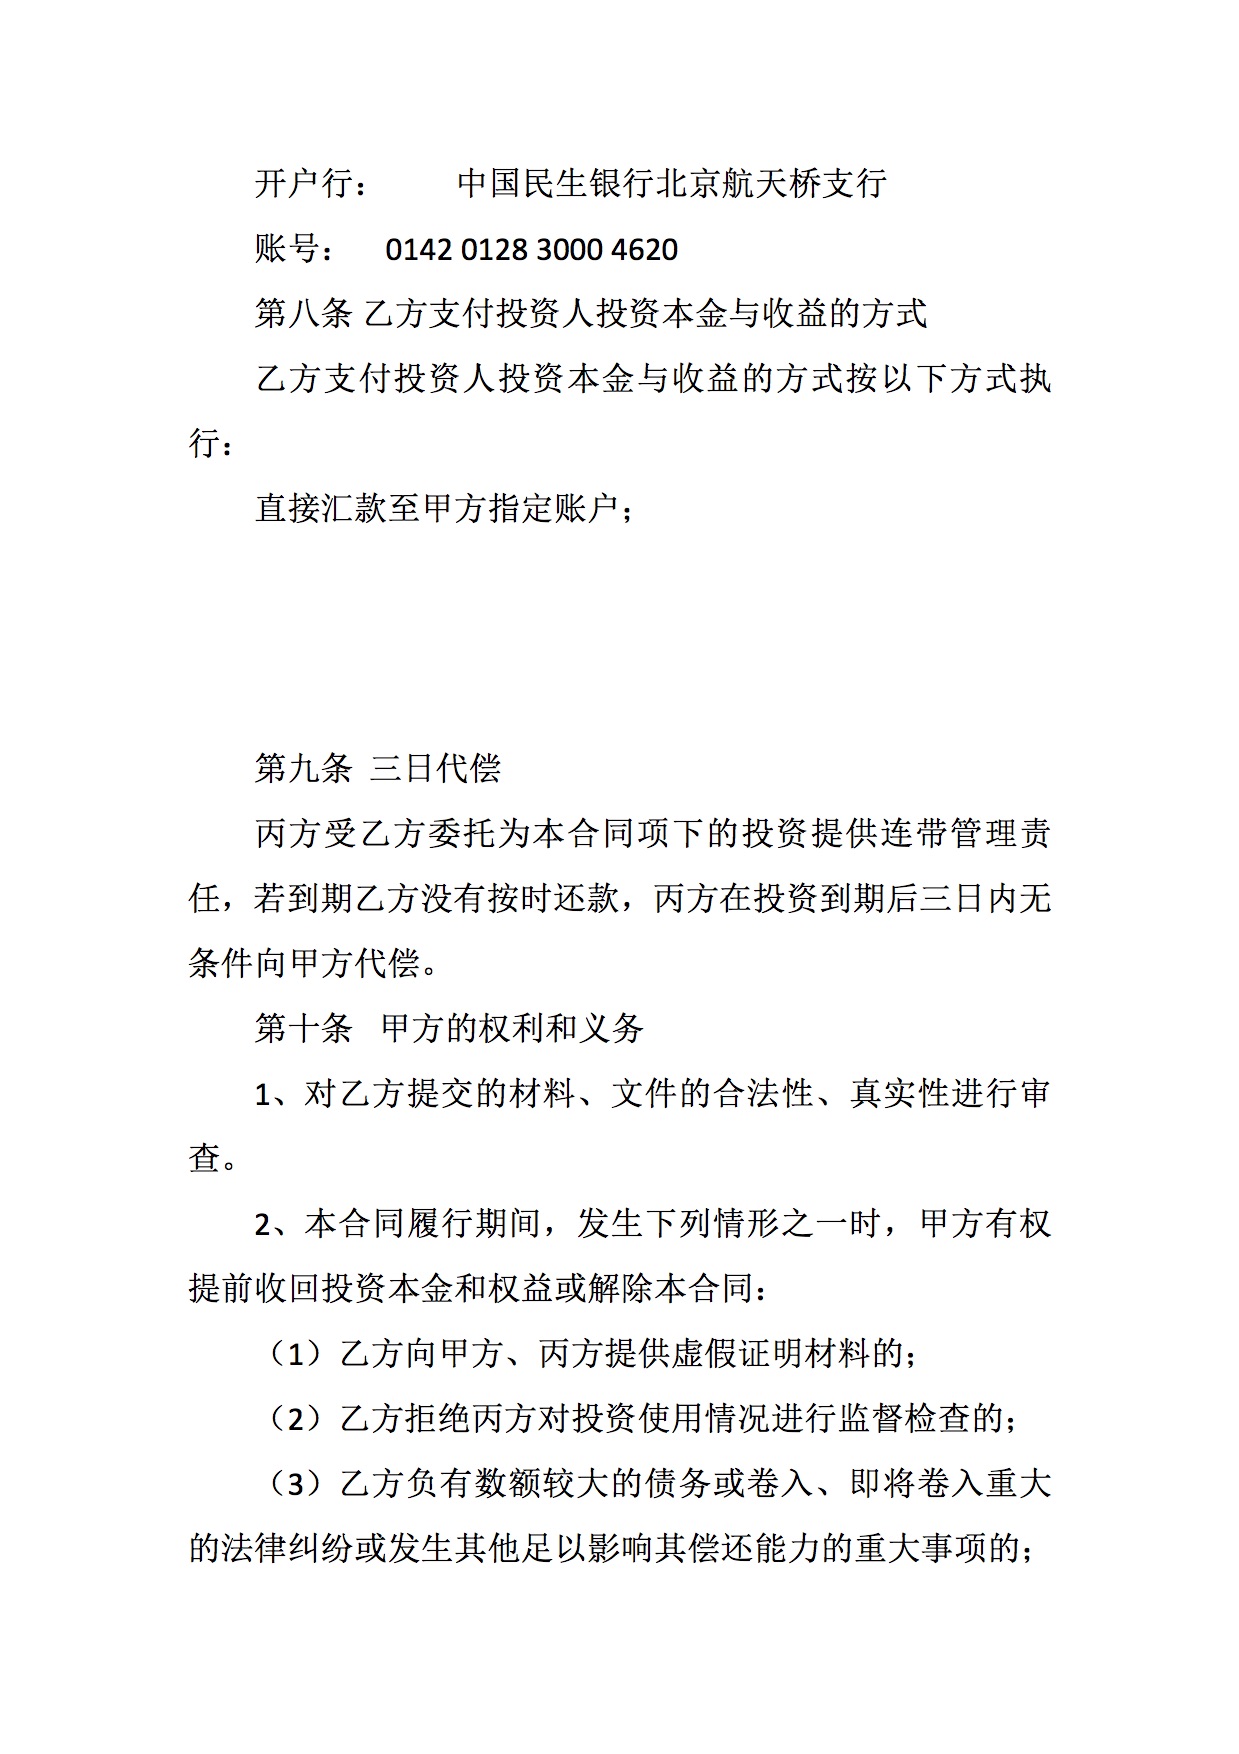 开户行： 中国民生银行北京航天桥支行
账号： 0142 0128 3000 4620
第八条 乙方支付投资人投资本金与收益的方式
乙方支付投资人投资本金与收益的方式按以下方式执
行：
直接汇款至甲方指定账户；
第九条 三日代偿
丙方受乙方委托为本合同项下的投资提供连带管理责
任，若到期乙方没有按时还款，丙方在投资到期后三日内无
条件向甲方代偿。
第十条 甲方的权利和义务
1、对乙方提交的材料、文件的合法性、真实性进行审
查。
2、本合同履行期间，发生下列情形之一时，甲方有权
提前收回投资本金和权益或解除本合同：
（1）乙方向甲方、丙方提供虚假证明材料的；
（2）乙方拒绝丙方对投资使用情况进行监督检查的；
（3）乙方负有数额较大的债务或卷入、即将卷入重大
的法律纠纷或发生其他足以影响其偿还能力的重大事项的；